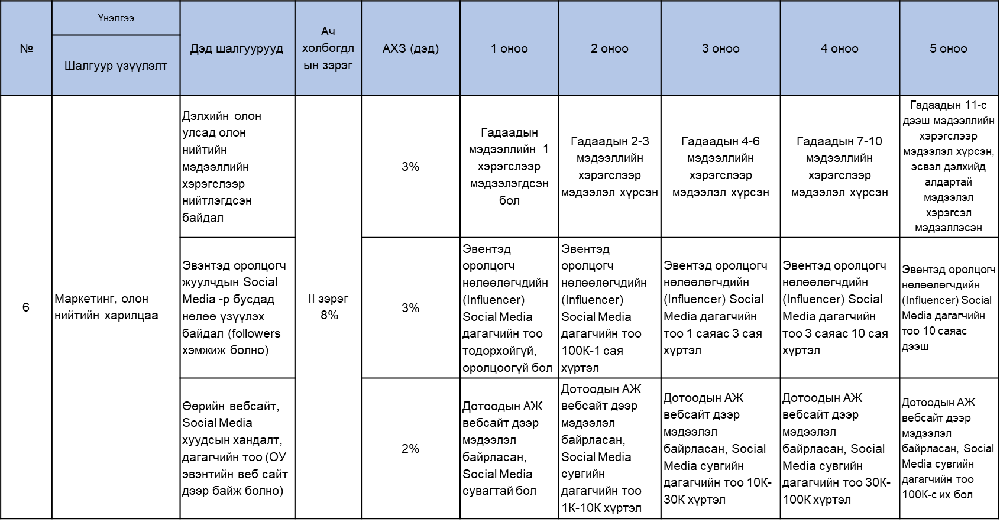 №
Үнэлгээ
Шалгуур үзүүлэлт
Дэд шалгуурууд
Ач
холбогдл
ын зэрэг
АХЗ (дэд)
1 оноо
2 оноо
3 оноо
4 оноо
5 оноо
6
Маркетинг, олон
нийтийн харилцаа
Дэлхийн олон
улсад олон
нийтийн
мэдээллийн
хэрэгслээр
нийтлэгдсэн
байдал
II зэрэг
8%
3%
Гадаадын
мэдээллийн 1
хэрэгслээр
мэдээлэгдсэн
бол
Гадаадын 2-3
мэдээллийн
хэрэгслээр
мэдээлэл хүрсэн
Гадаадын 4-6
мэдээллийн
хэрэгслээр
мэдээлэл хүрсэн
Гадаадын 7-10
мэдээллийн
хэрэгслээр
мэдээлэл хүрсэн
Гадаадын 11-с
дээш мэдээллийн
хэрэгслээр
мэдээлэл хүрсэн,
эсвэл дэлхийд
алдартай
мэдээлэл
хэрэгсэл
мэдээллэсэн
Эвэнтэд оролцогч
жуулчдын Social
Media -р бусдад
нөлөө үзүүлэх
байдал (followers
хэмжиж болно)
3%
Эвентэд
оролцогч
нөлөөлөгчдийн
(Influencer)
Social Media
дагагчийн тоо
тодорхойгүй,
оролцоогүй бол
Эвентэд
оролцогч
нөлөөлөгчдийн
(Influencer)
Social Media
дагагчийн тоо
100К-1 сая
хүртэл
Эвентэд оролцогч
нөлөөлөгчдийн
(Influencer) Social
Media дагагчийн
тоо 1 саяас 3 сая
хүртэл
Эвентэд оролцогч
нөлөөлөгчдийн
(Influencer) Social
Media дагагчийн
тоо 3 саяас 10 сая
хүртэл
Эвентэд оролцогч
нөлөөлөгчдийн
(Influencer) Social
Media дагагчийн
тоо 10 саяас
дээш
Өөрийн вебсайт,
Social Media
хуудсын хандалт,
дагагчийн тоо (ОУ
эвэнтийн веб сайт
дээр байж болно)
2%
Дотоодын АЖ
вебсайт дээр
мэдээлэл
байрласан,
Social Media
сувагтай бол
Дотоодын АЖ
вебсайт дээр
мэдээлэл
байрласан,
Social Media
сувгийн
дагагчийн тоо
1К-10К хүртэл
Дотоодын АЖ
вебсайт дээр
мэдээлэл
байрласан, Social
Media сувгийн
дагагчийн тоо 10К-
30К хүртэл
Дотоодын АЖ
вебсайт дээр
мэдээлэл
байрласан, Social
Media сувгийн
дагагчийн тоо 30К-
100К хүртэл
Дотоодын АЖ
вебсайт дээр
мэдээлэл
байрласан, Social
Media сувгийн
дагагчийн тоо
100К-с их бол